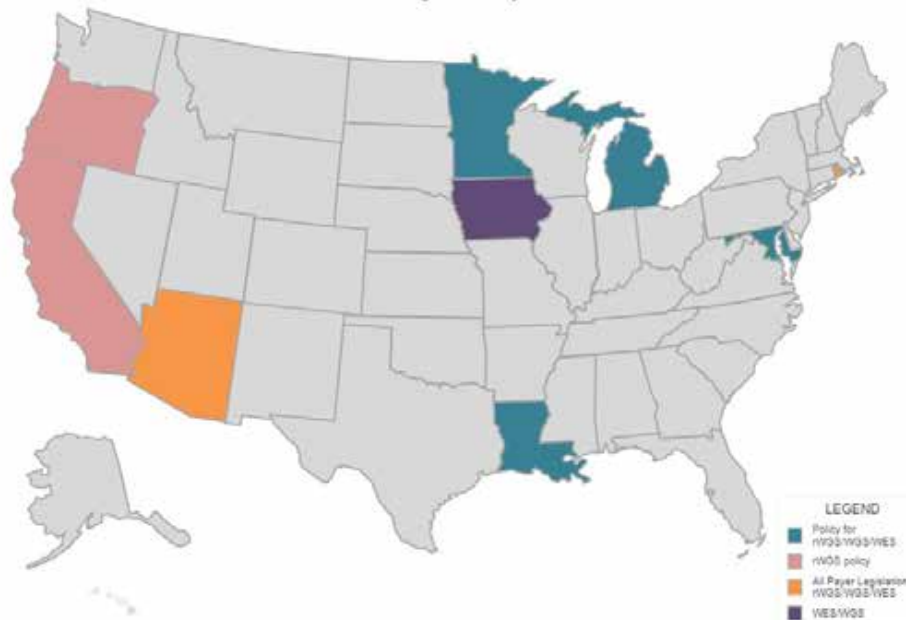 LEGEND
Policy for
rWGS/WGS/WES
rWGS policy
All Payer Legislation
rWGS/WGS/WES
WES/WGS